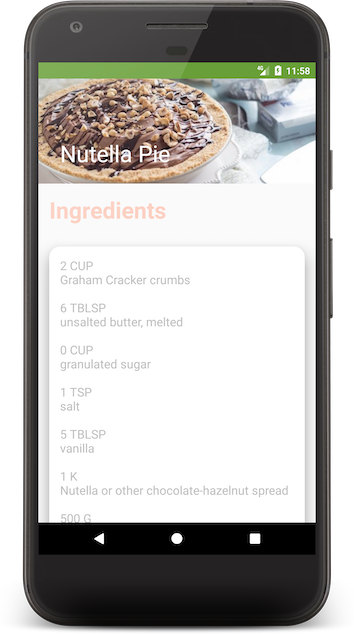 4G 11:58
Nutella Pie
Ingredients
2 CUP
Graham Cracker crumbs
6 TBLSP
unsalted butter, melted
0 CUP
granulated sugar
1 TSP
salt
5 TBLSP
vanilla
1 K
Nutella or other chocolate-hazelnut spread
500 G